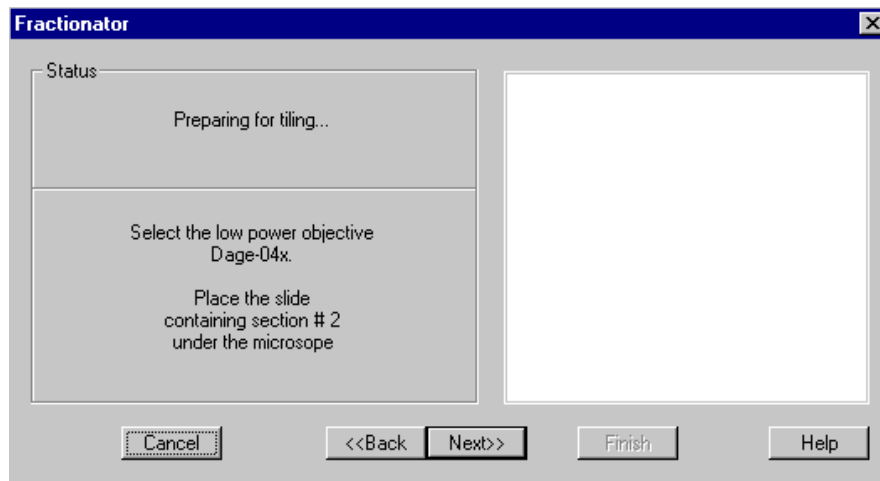 Fractionator
Status
Preparing for tiling...
Select the low power objective
Dage-04x.
Place the slide
containing section # 2
under the microsope
Cancel
<<Back
Next>>
Finish
Help